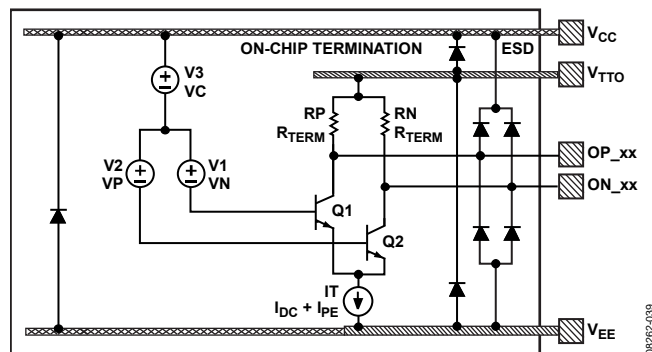 VCC
ON-CHIP TERMINATION
ESD
VTTO
V3
VC
RP
RTERM
RN
RTERM
OP_xx
V2
VP
V1
VN
ON_xx
Q1
Q2
IT
IDC + IPE
VEE
08262-039